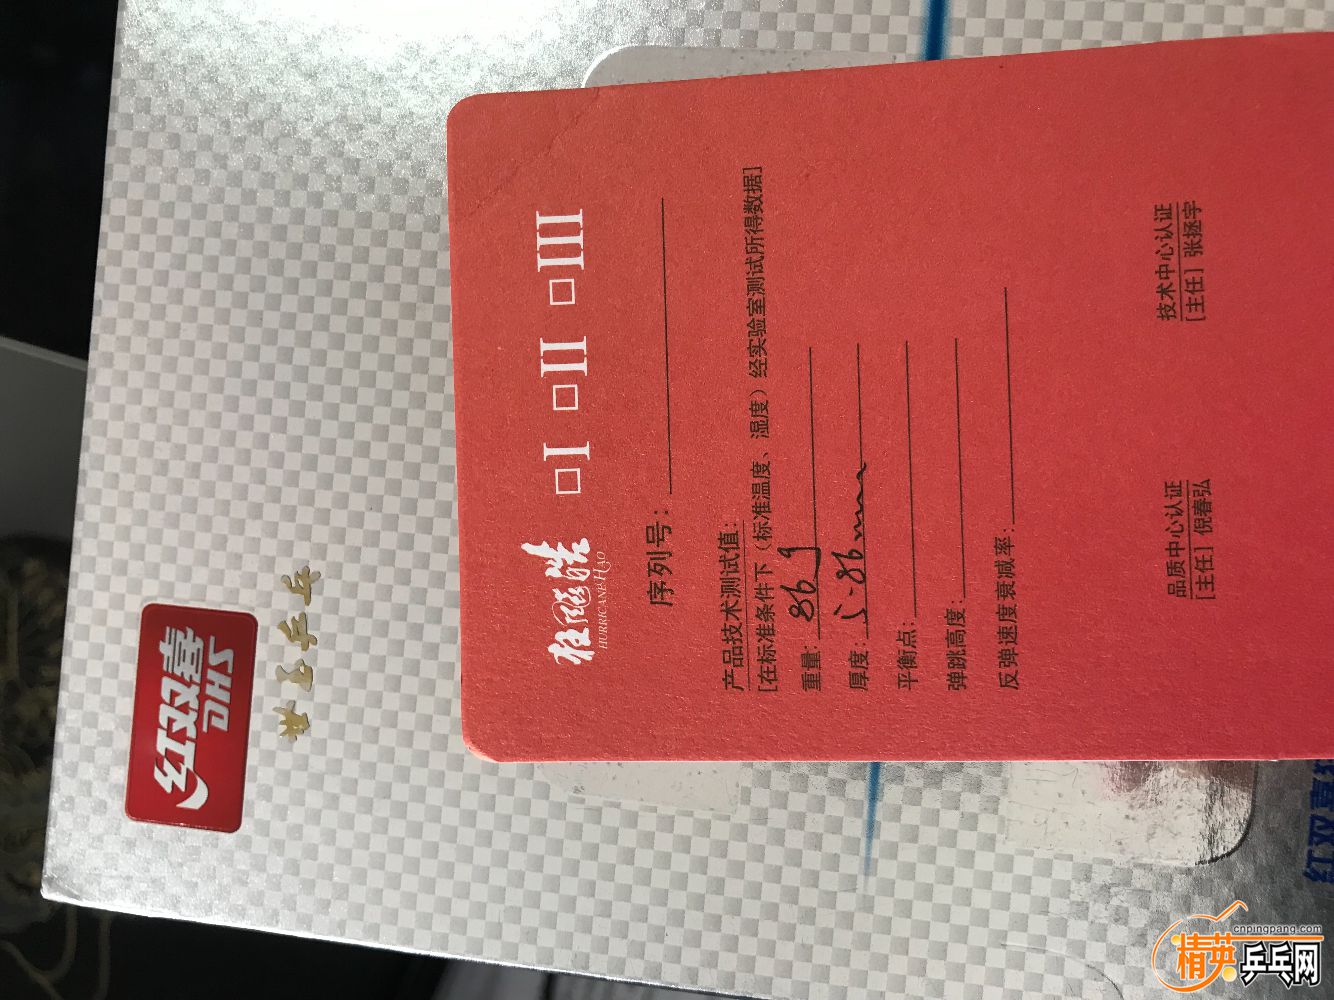 红双喜
DHS
世界乒乓
狂飚浩
HURRICANE HAO
□I □II □III
序列号：
产品技术测试值：
[在标准条件下（标准温度、湿度）经实验室测试所得数据]
重量：86g
厚度：5-86mm
平衡点：
弹跳高度：
反弹速度衰减率：
品质中心认证
[主任] 倪春弘
技术中心认证
[主任] 张拯宇
红双喜
cnpingpang.com
精英乒乓网